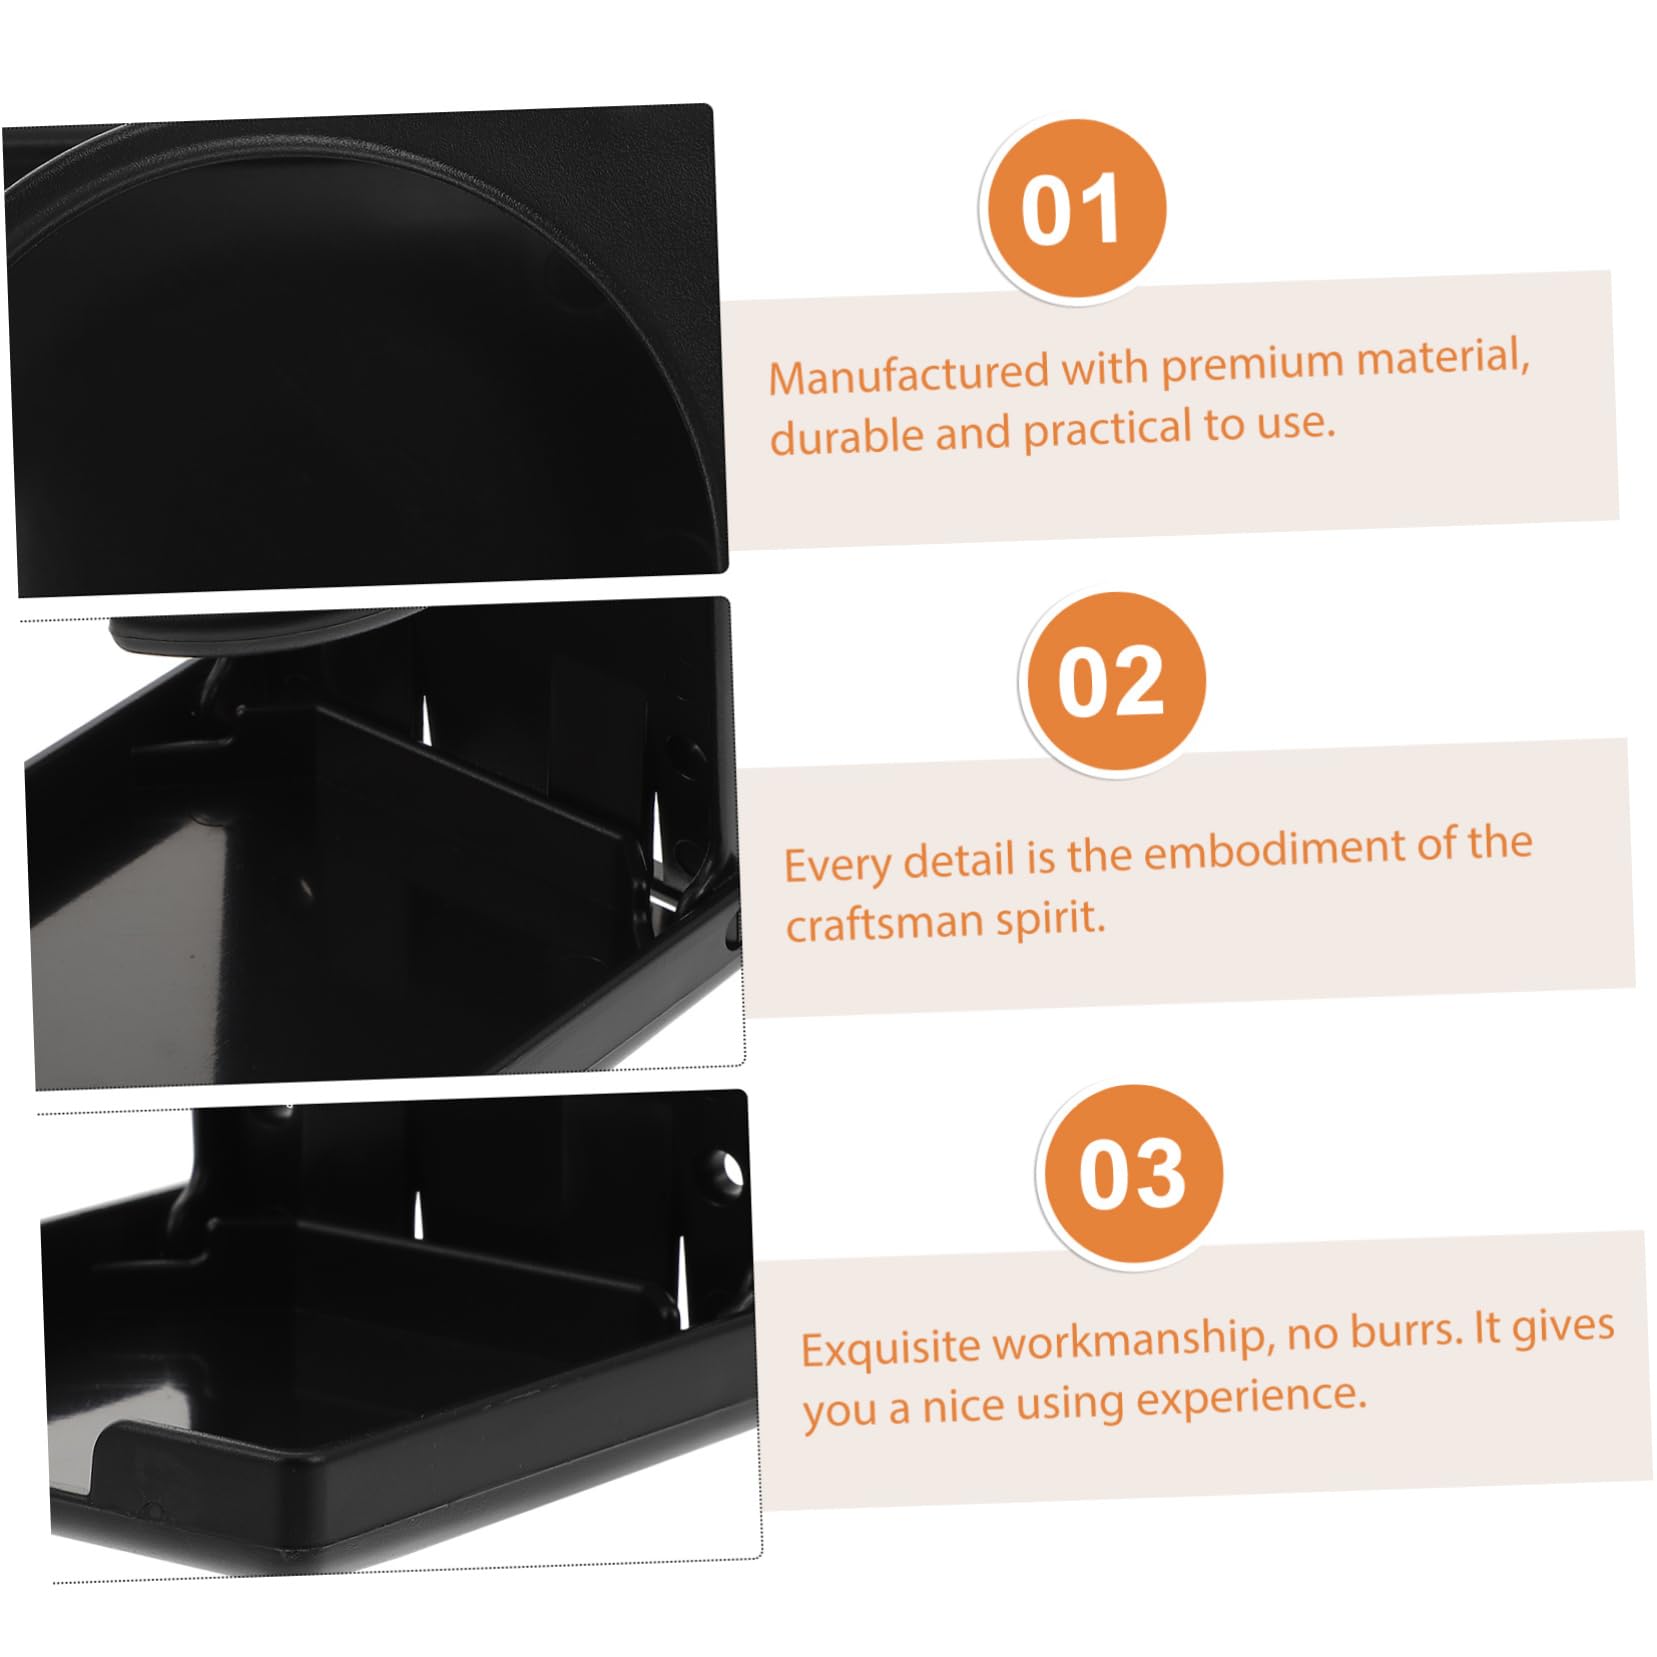 01
Manufactured with premium material,
durable and practical to use.
02
Every detail is the embodiment of the
craftsman spirit.
03
Exquisite workmanship, no burrs. It gives
you a nice using experience.